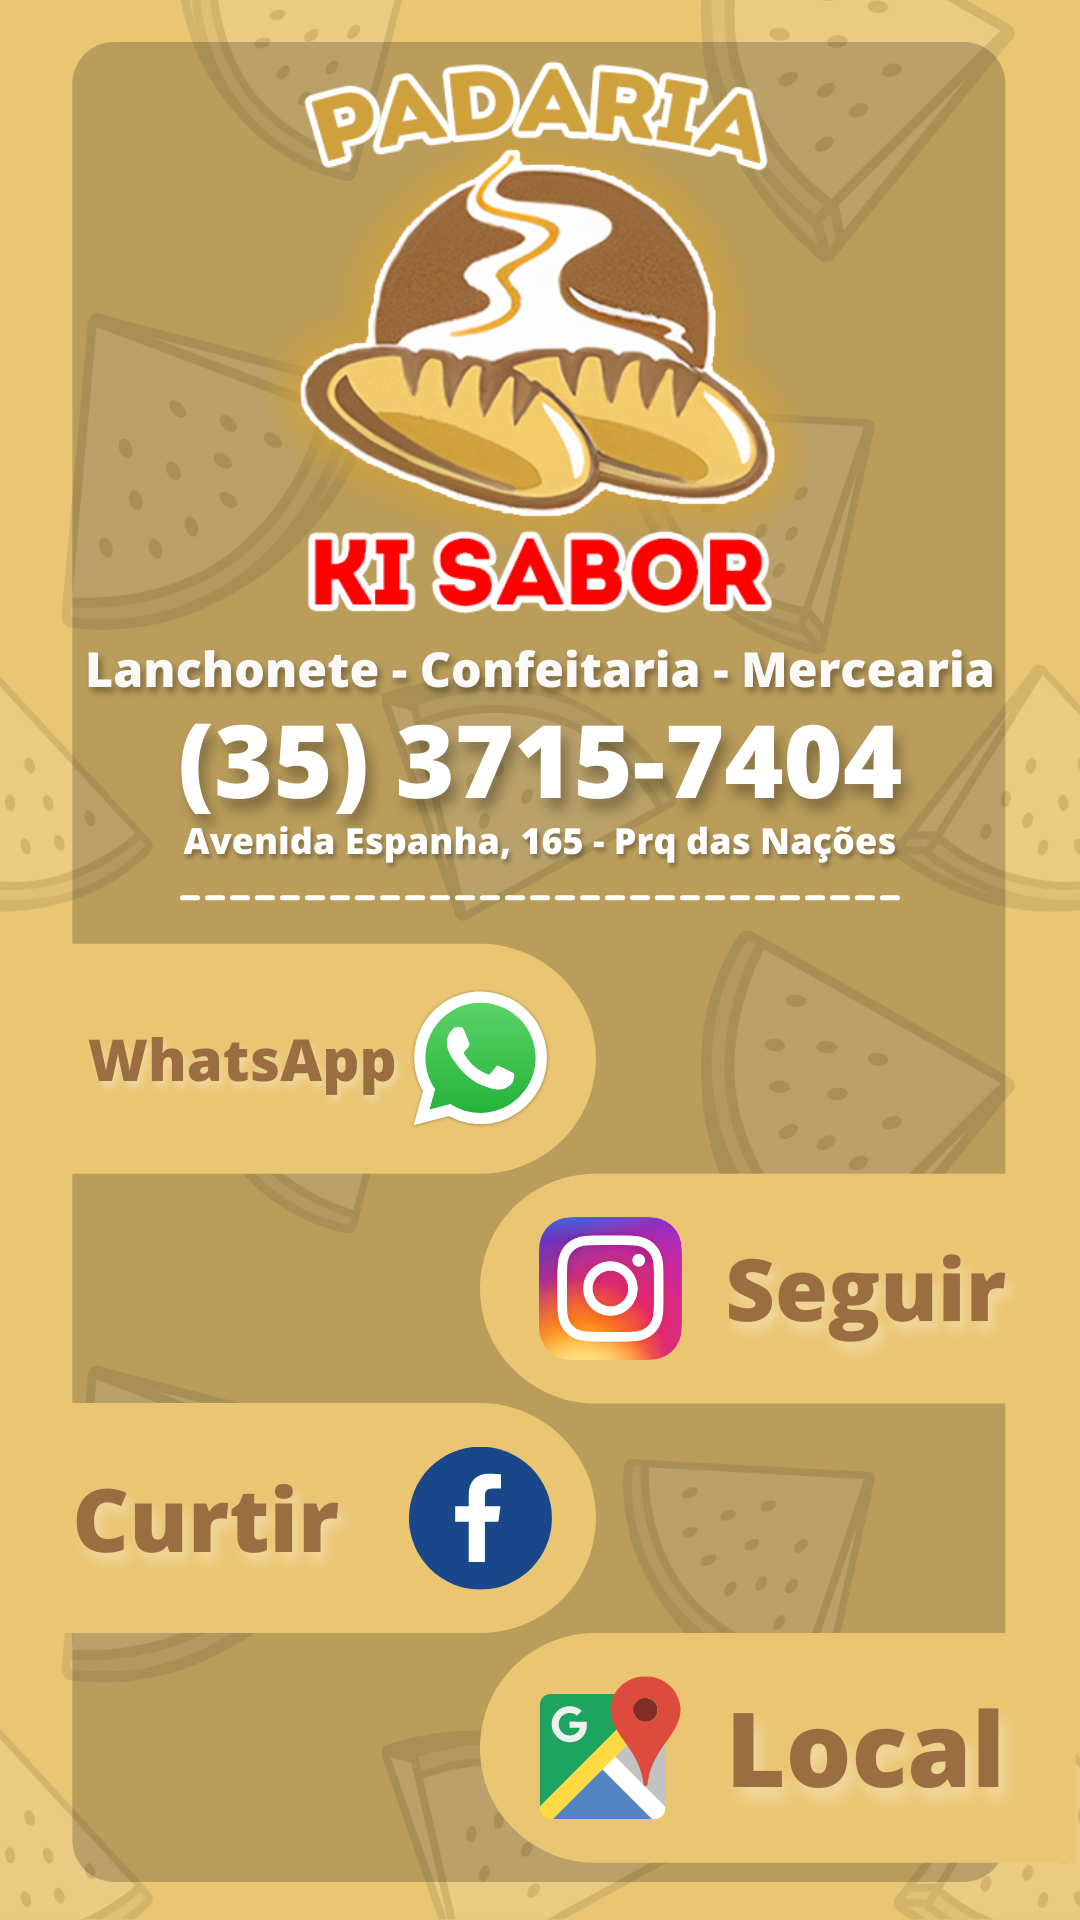 PADARIA
KI SABOR
Lanchonete - Confeitaria - Mercearia
(35) 3715-7404
Avenida Espanha, 165 - Prq das Nações
WhatsApp
Seguir
Curtir
f
G
Local